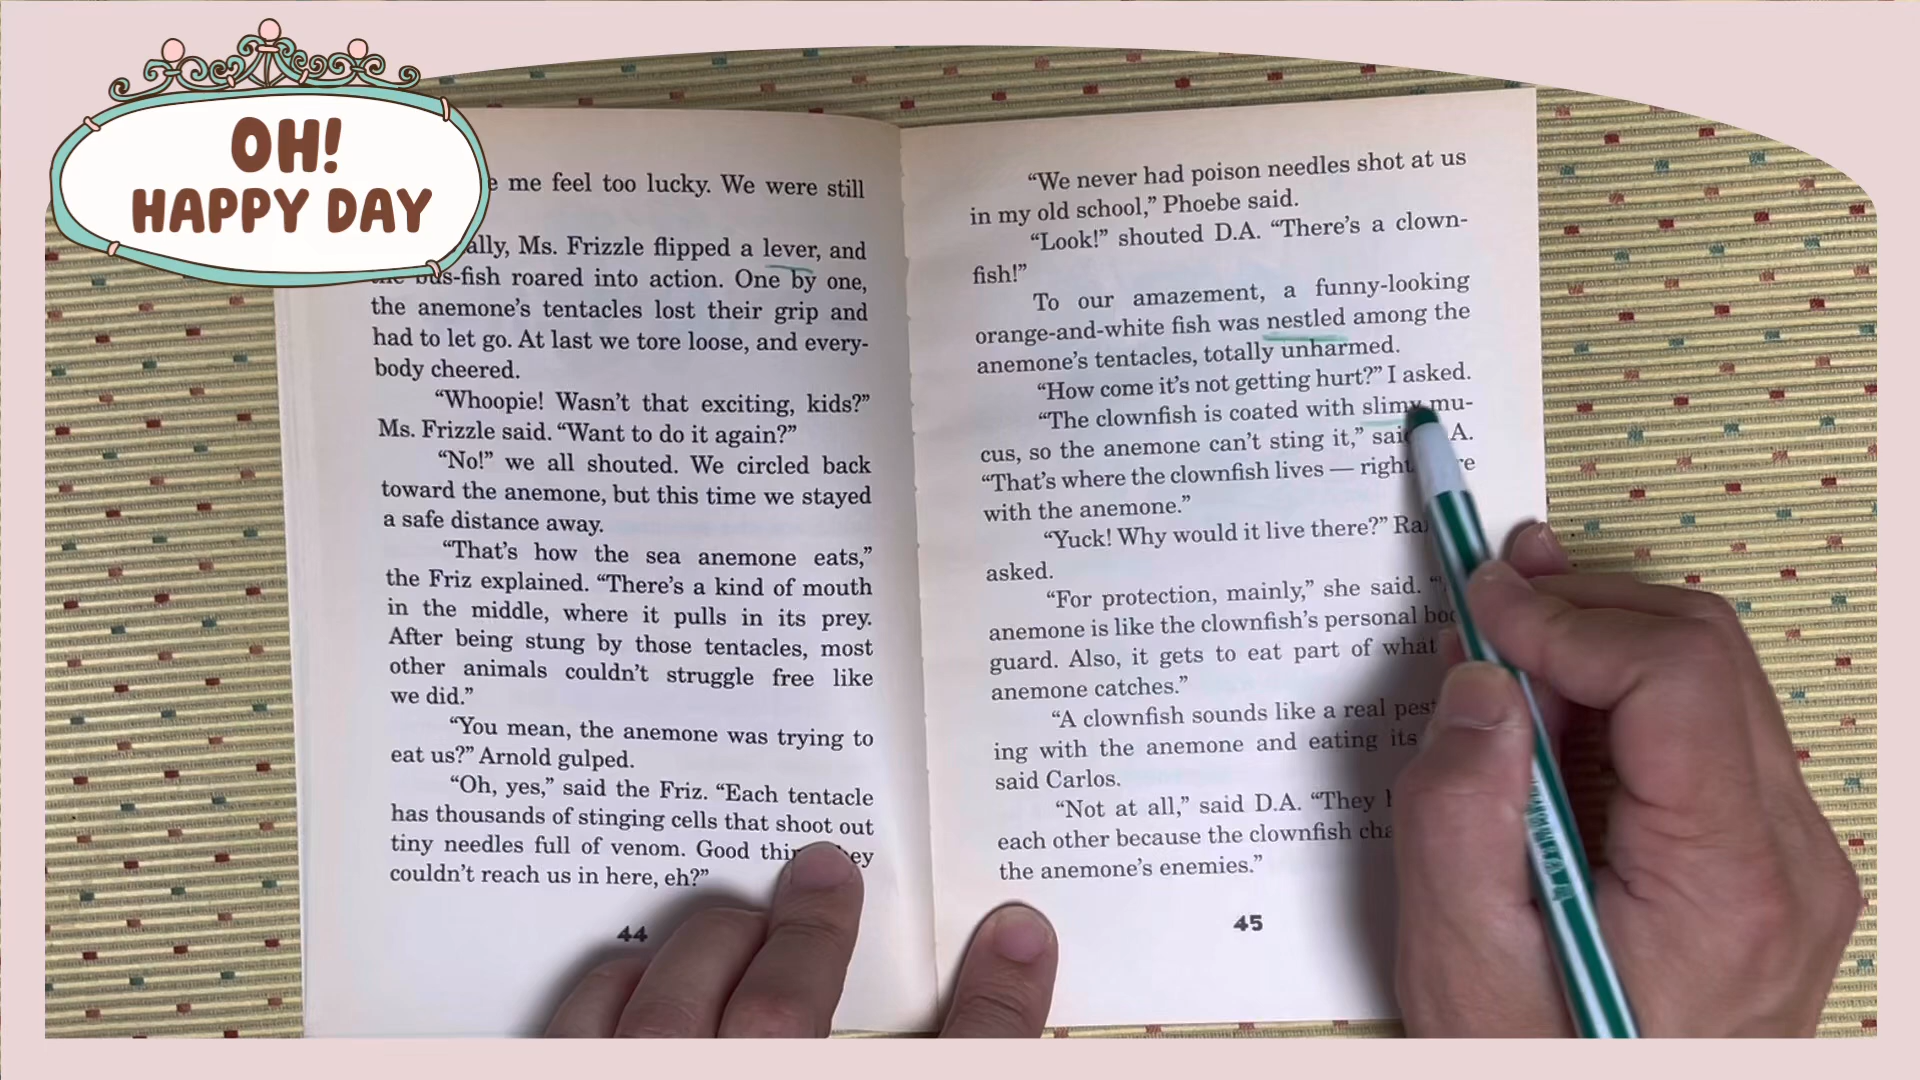 OH!
HAPPY DAY
me feel too lucky. We were still
Ms. Frizzle flipped a lever, and
bus-fish roared into action. One by one,
the anemone's tentacles lost their grip and
had to let go. At last we tore loose, and every-
body cheered.
“Whoopie! Wasn't that exciting, kids?”
Ms. Frizzle said. “Want to do it again?”
“No!” we all shouted. We circled back
toward the anemone, but this time we stayed
a safe distance away.
“That's how the sea anemone eats,”
the Friz explained. “There's a kind of mouth
in the middle, where it pulls in its prey.
After being stung by those tentacles, most
other animals couldn't struggle free like
we did.”
“You mean, the anemone was trying to
eat us?” Arnold gulped.
“Oh, yes,” said the Friz. “Each tentacle
has thousands of stinging cells that shoot out
tiny needles full of venom. Good
couldn't reach us in here, eh?”
44
“We never had poison needles shot at us
in my old school,” Phoebe said.
“Look!” shouted D.A. “There's a clown-
fish!”
To our amazement, a funny-looking
orange-and-white fish was nestled among the
anemone's tentacles, totally unharmed.
“How come it's not getting hurt?” I asked.
“The clownfish is coated with slimy mu-
cus, so the anemone can't sting it,” A.
“That's where the clownfish lives — right
with the anemone.”
“Yuck! Why would it live there?”
asked.
“For protection, mainly,” she said.
anemone is like the clownfish's personal
guard. Also, it gets to eat part of what
anemone catches.”
“A clownfish sounds like a real
ing with the anemone and eating its
said Carlos.
“Not at all,” said D.A. “They
each other because the clownfish
the anemone's enemies.”
45